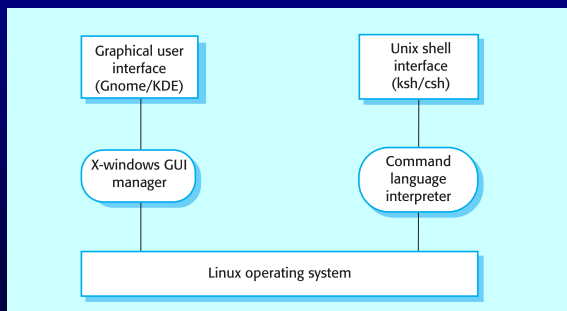 Graphical user
interface
(Gnome/KDE)
Unix shell
interface
(ksh/csh)
X-windows GUI
manager
Command
language
interpreter
Linux operating system